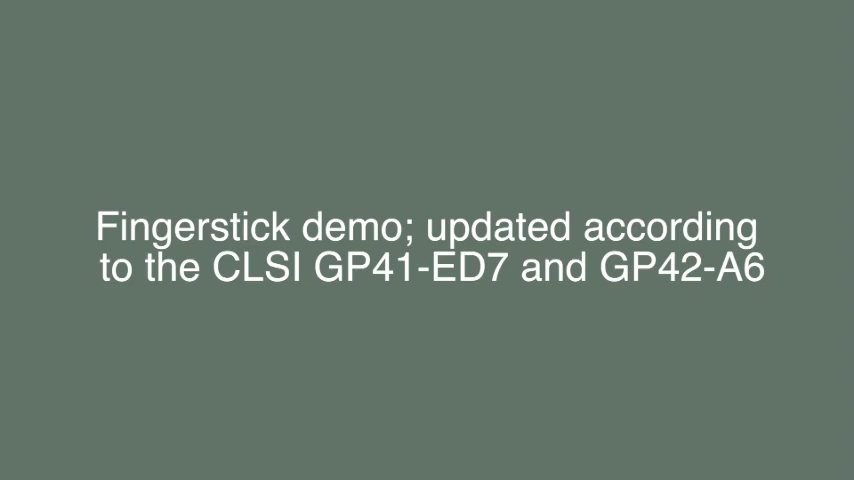 Fingerstick demo; updated according
to the CLSI GP41-ED7 and GP42-A6